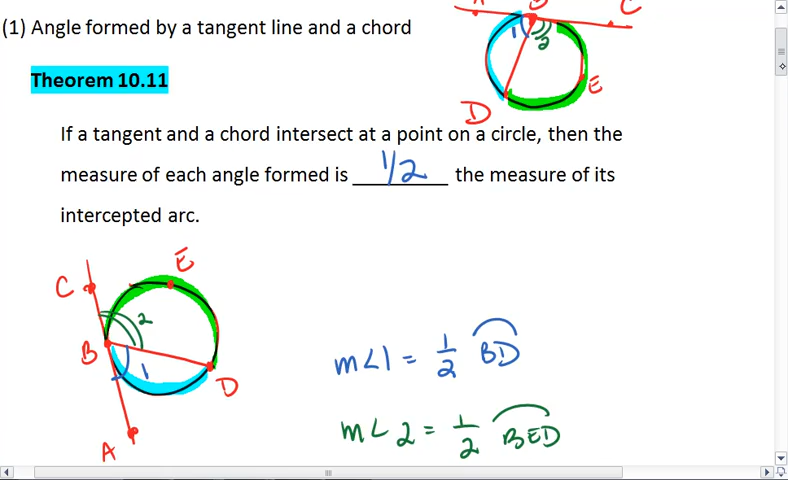 A B C
(1) Angle formed by a tangent line and a chord
1 2
Theorem 10.11
E
D
If a tangent and a chord intersect at a point on a circle, then the
measure of each angle formed is 1/2 the measure of its
intercepted arc.
E
C
2
B
1
D
A
m∠1 = 1/2 BD
m∠2 = 1/2 BED